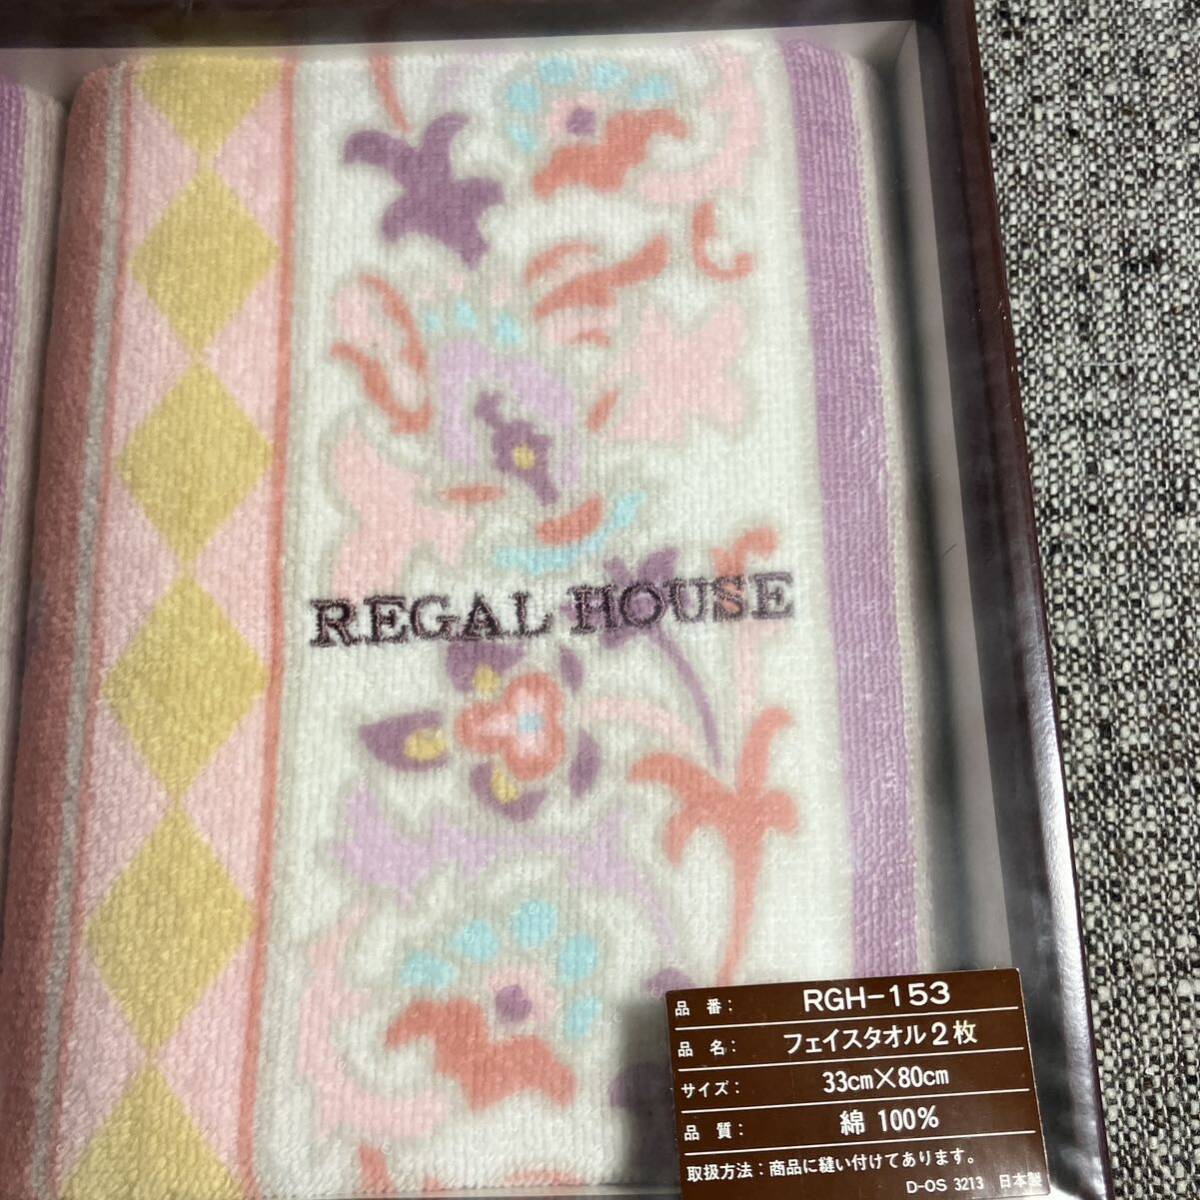 REGAL HOUSE
品 番： RGH-153
品 名： フェイスタオル2枚
サイズ： 33cm×80cm
品 質： 綿 100%
取扱方法：商品に縫い付けてあります。
D-OS 3213 日本製